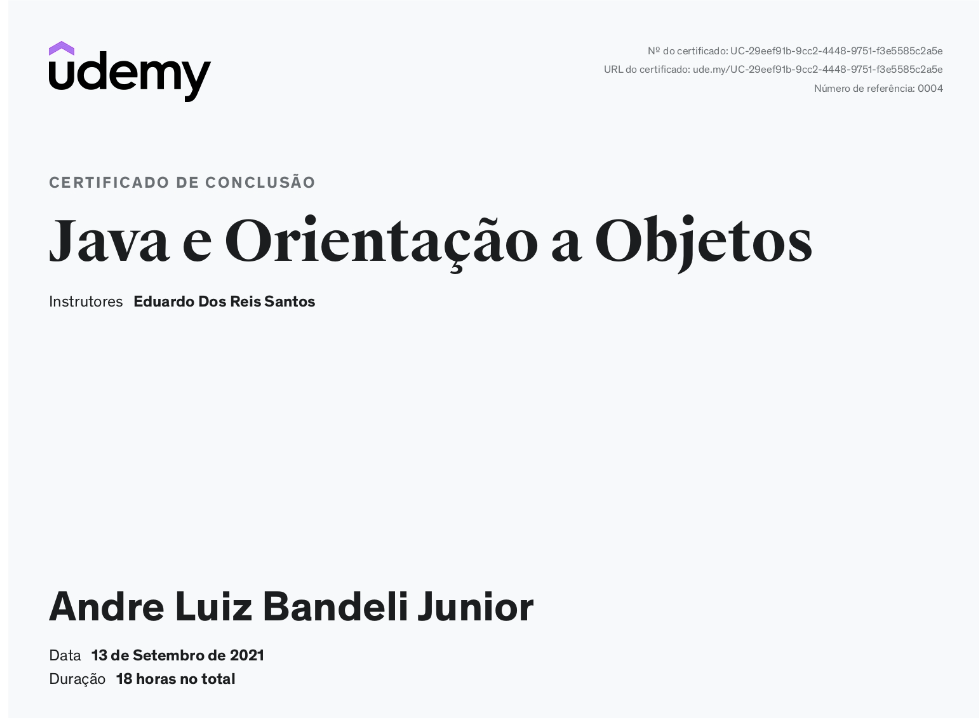 udemy
Nº do certificado: UC-29eef91b-9cc2-4448-9751-f3e5585c2a5e
URL do certificado: ude.my/UC-29eef91b-9cc2-4448-9751-f3e5585c2a5e
Número de referência: 0004
CERTIFICADO DE CONCLUSÃO
Java e Orientação a Objetos
Instrutores Eduardo Dos Reis Santos
Andre Luiz Bandeli Junior
Data 13 de Setembro de 2021
Duração 18 horas no total